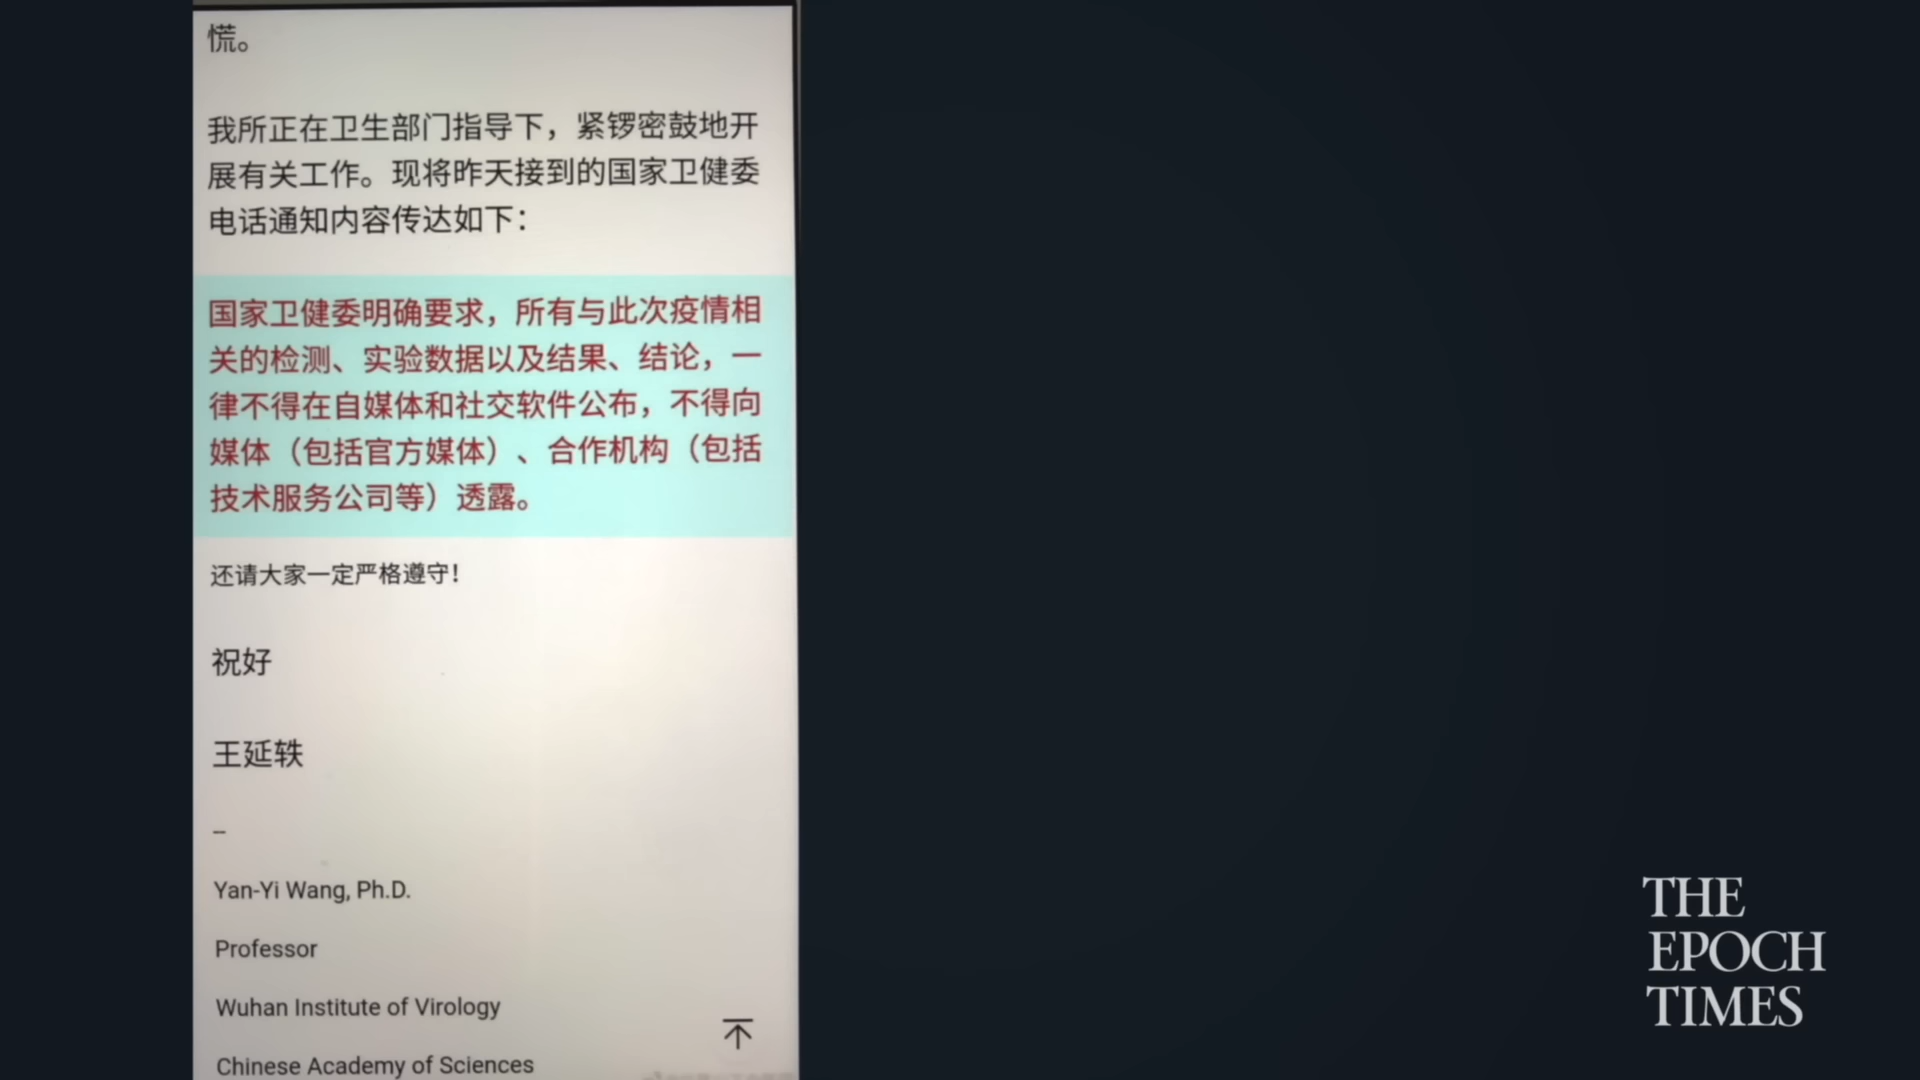 慌。
我所正在卫生部门指导下，紧锣密鼓地开
展有关工作。现将昨天接到的国家卫健委
电话通知内容传达如下：
国家卫健委明确要求，所有与此次疫情相
关的检测、实验数据以及结果、结论，一
律不得在自媒体和社交软件公布，不得向
媒体（包括官方媒体）、合作机构（包括
技术服务公司等）透露。
还请大家一定严格遵守！
祝好
王延轶
--
Yan-Yi Wang, Ph.D.
Professor
Wuhan Institute of Virology
Chinese Academy of Sciences
THE
EPOCH
TIMES